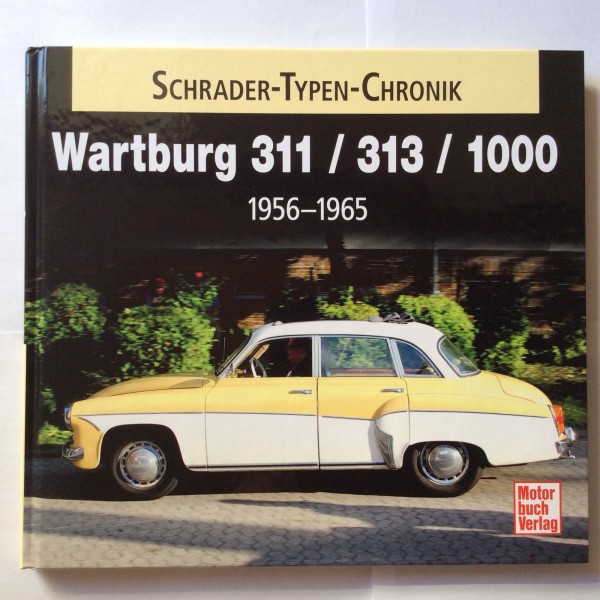 Schrader-Typen-Chronik
Wartburg 311 / 313 / 1000
1956–1965
Motor
buch
Verlag